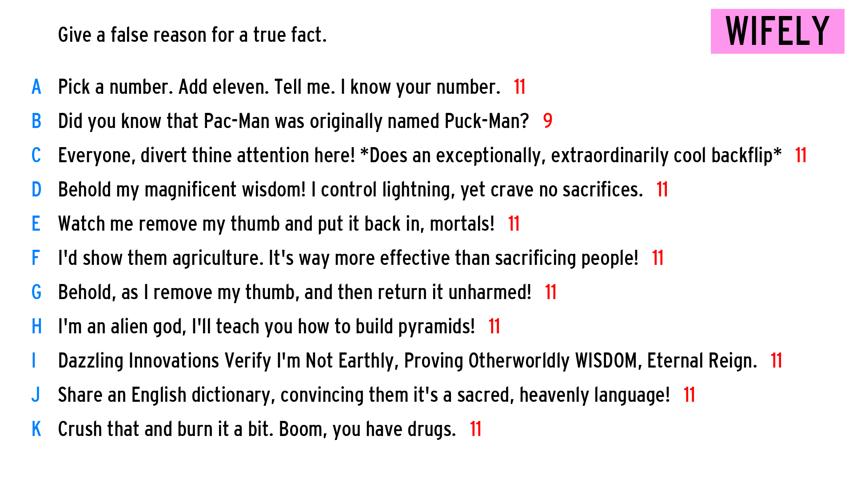 Give a false reason for a true fact.
WIFELY
A Pick a number. Add eleven. Tell me. I know your number. 11
B Did you know that Pac-Man was originally named Puck-Man? 9
C Everyone, divert thine attention here! *Does an exceptionally, extraordinarily cool backflip* 11
D Behold my magnificent wisdom! I control lightning, yet crave no sacrifices. 11
E Watch me remove my thumb and put it back in, mortals! 11
F I'd show them agriculture. It's way more effective than sacrificing people! 11
G Behold, as I remove my thumb, and then return it unharmed! 11
H I'm an alien god, I'll teach you how to build pyramids! 11
I Dazzling Innovations Verify I'm Not Earthly, Proving Otherworldly WISDOM, Eternal Reign. 11
J Share an English dictionary, convincing them it's a sacred, heavenly language! 11
K Crush that and burn it a bit. Boom, you have drugs. 11